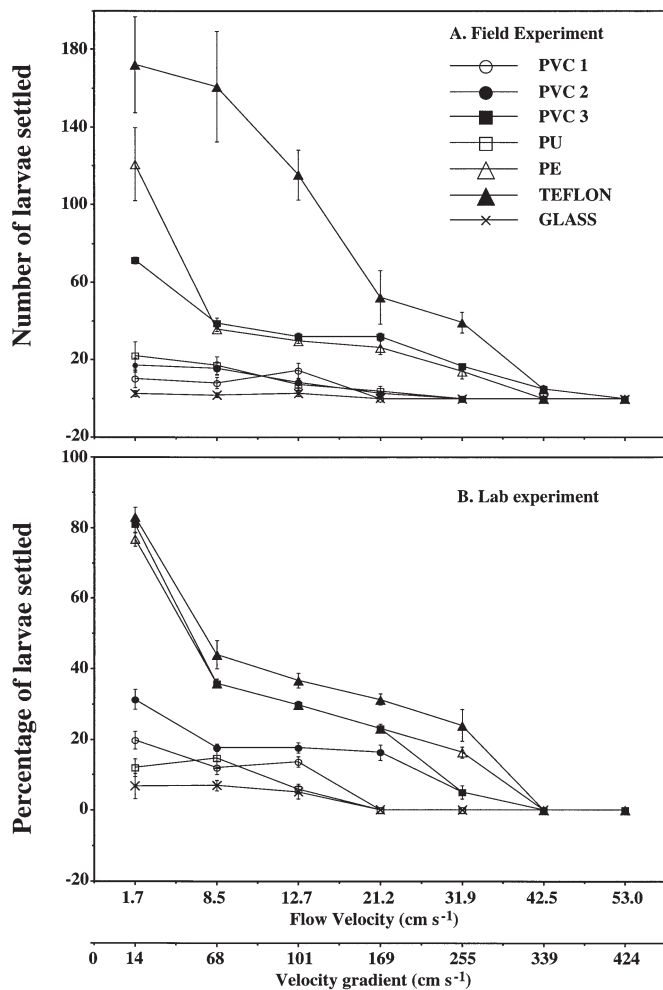 180
140
100
60
20
-20
Number of larvae settled
A. Field Experiment
PVC 1
PVC 2
PVC 3
PU
PE
TEFLON
GLASS
100
80
60
40
20
0
-20
Percentage of larvae settled
B. Lab experiment
1.7 8.5 12.7 21.2 31.9 42.5 53.0
Flow Velocity (cm s-1)
0 14 68 101 169 255 339 424
Velocity gradient (cm s-1)